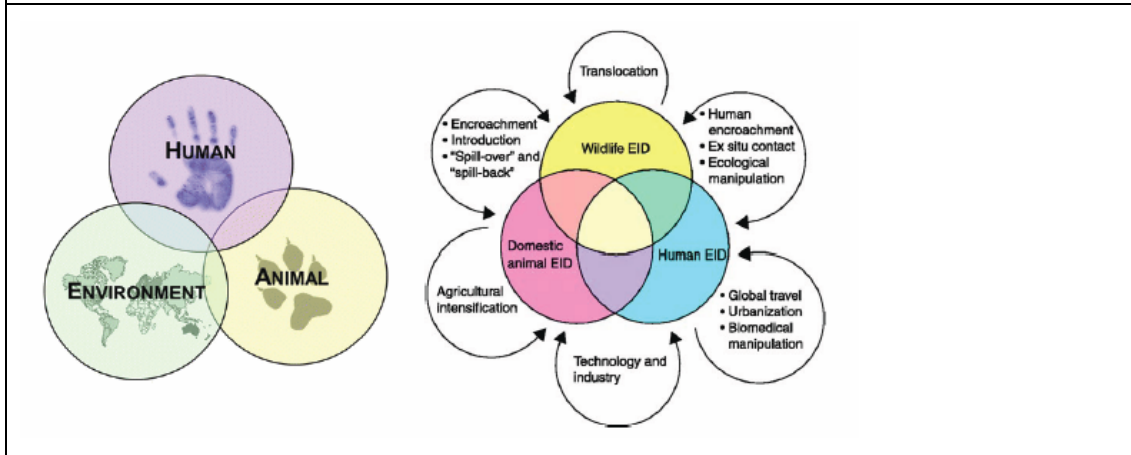 HUMAN
ENVIRONMENT
ANIMAL
Translocation
• Encroachment
• Introduction
• "Spill-over" and
"spill-back"
Wildlife EID
• Human
encroachment
• Ex situ contact
• Ecological
manipulation
Domestic
animal EID
Human EID
Agricultural
intensification
• Global travel
• Urbanization
• Biomedical
manipulation
Technology and
industry